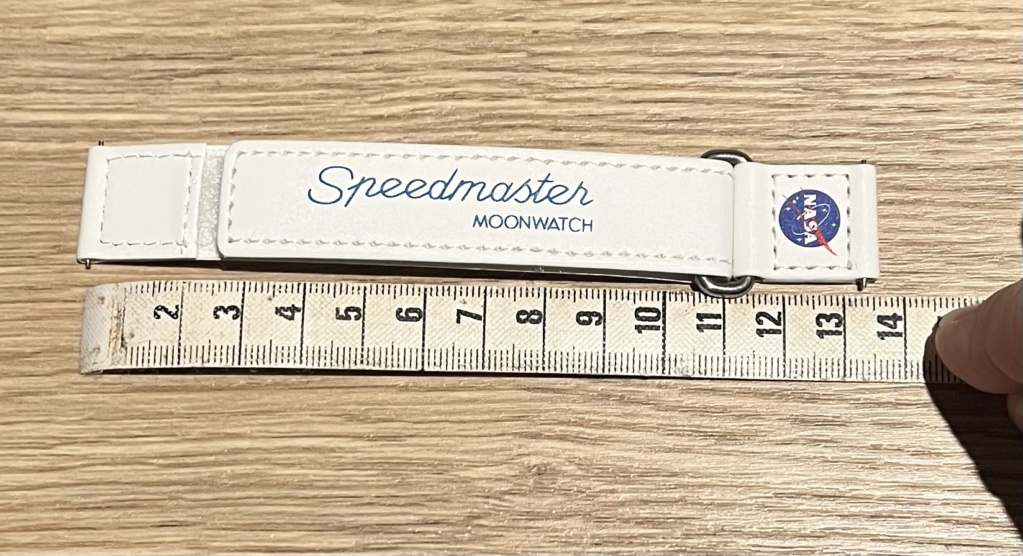 Speedmaster
MOONWATCH
NASA
2 3 4 5 6 7 8 9 10 11 12 13 14